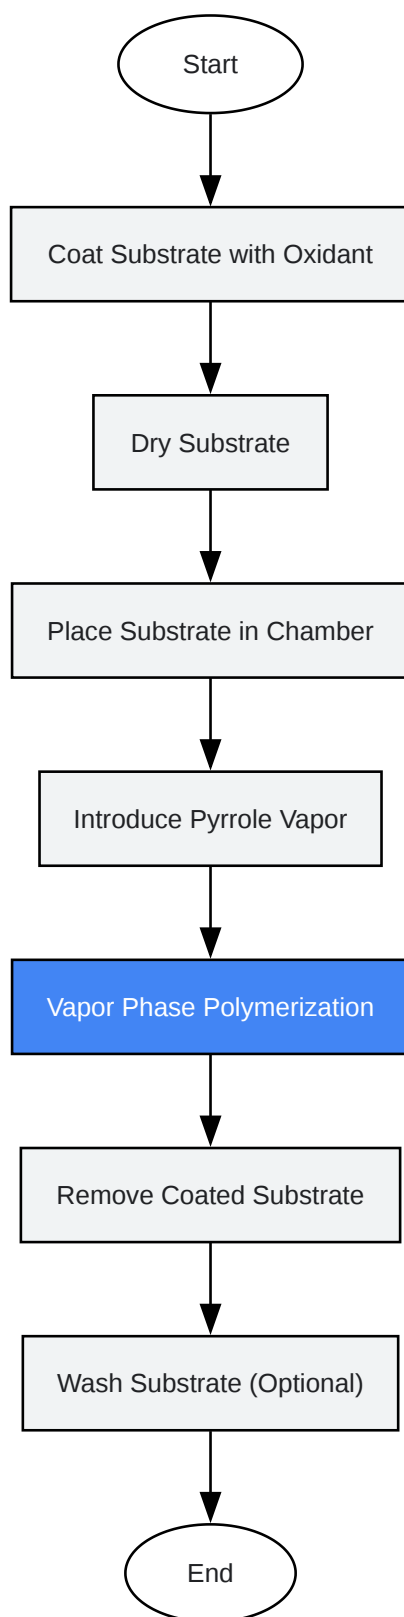 Start
Coat Substrate with Oxidant
Dry Substrate
Place Substrate in Chamber
Introduce Pyrrole Vapor
Vapor Phase Polymerization
Remove Coated Substrate
Wash Substrate (Optional)
End